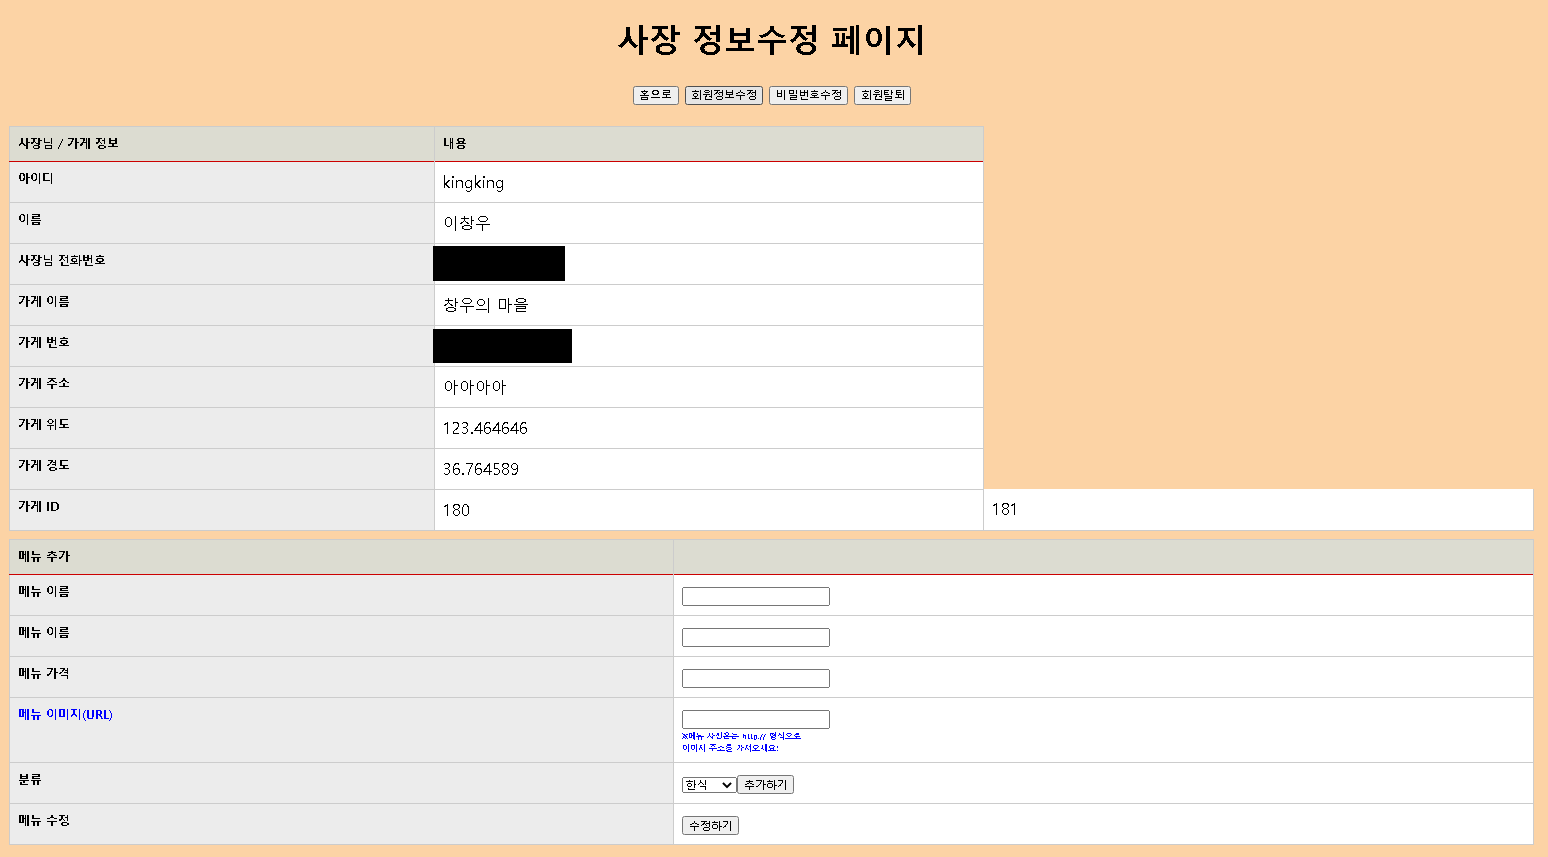 사장 정보수정 페이지
홈으로 회원정보수정 비밀번호수정 회원탈퇴
사장님 / 가게 정보 내용
아이디 kingking
이름 이창우
사장님 전화번호
가게 이름 창우의 마을
가게 번호
가게 주소 아아아아
가게 위도 123.464646
가게 경도 36.764589
가게 ID 180 181
메뉴 추가
메뉴 이름
메뉴 이름
메뉴 가격
메뉴 이미지(URL)
※메뉴 사진은는 http:// 형식으로
이미지 주소를 가져오세요!
분류 한식 추가하기
메뉴 수정 수정하기